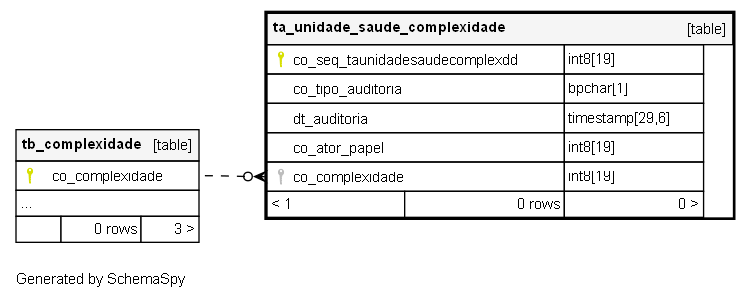 ta_unidade_saude_complexidade [table]
co_seq_taunidadesaudecomplexdd int8[19]
co_tipo_auditoria bpchar[1]
dt_auditoria timestamp[29,6]
co_ator_papel int8[19]
co_complexidade int8[19]
< 1 0 rows 0 >
tb_complexidade [table]
co_complexidade
...
0 rows 3 >
Generated by SchemaSpy